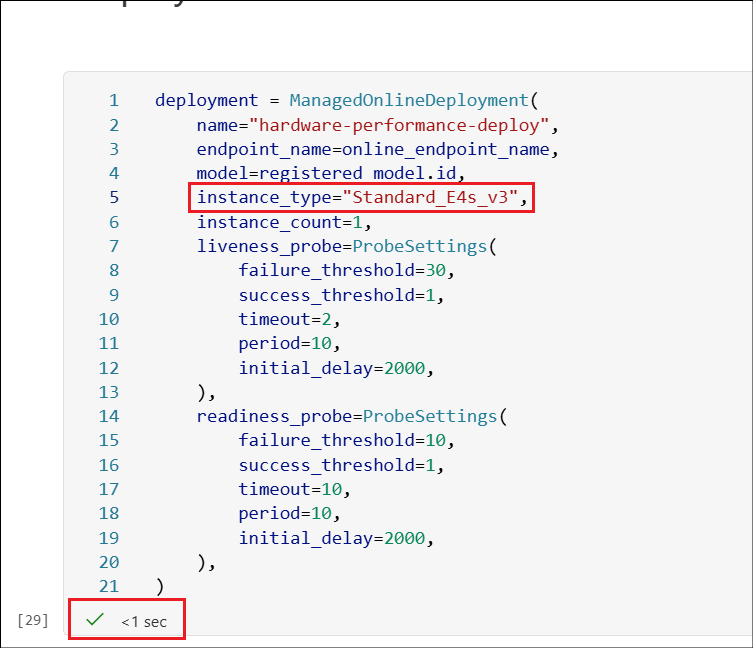 1 deployment = ManagedOnlineDeployment(
2 name="hardware-performance-deploy",
3 endpoint_name=online_endpoint_name,
4 model=registered_model.id,
5 instance_type="Standard_E4s_v3",
6 instance_count=1,
7 liveness_probe=ProbeSettings(
8 failure_threshold=30,
9 success_threshold=1,
10 timeout=2,
11 period=10,
12 initial_delay=2000,
13 ),
14 readiness_probe=ProbeSettings(
15 failure_threshold=10,
16 success_threshold=1,
17 timeout=10,
18 period=10,
19 initial_delay=2000,
20 ),
21 )
[29] <1 sec